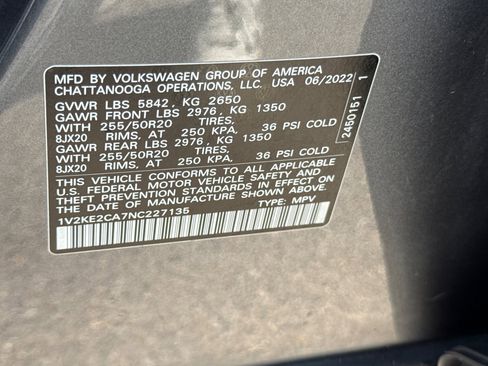 MFD BY VOLKSWAGEN GROUP OF AMERICA
CHATTANOOGA OPERATIONS, LLC. USA 06/2022
GVWR LBS 5842, KG 2650
GAWR FRONT LBS 2976, KG 1350
WITH 255/50R20 TIRES,
8JX20 RIMS. AT 250 KPA, 36 PSI COLD
GAWR REAR LBS 2976, KG 1350
WITH 255/50R20 TIRES,
8JX20 RIMS. AT 250 KPA, 36 PSI COLD
THIS VEHICLE CONFORMS TO ALL APPLICABLE
U.S. FEDERAL MOTOR VEHICLE SAFETY AND
THEFT PREVENTION STANDARDS IN EFFECT ON
THE DATE OF MANUFACTURE SHOWN ABOVE.
1V2KE2CA7NC227135 TYPE: MPV
2450151 1